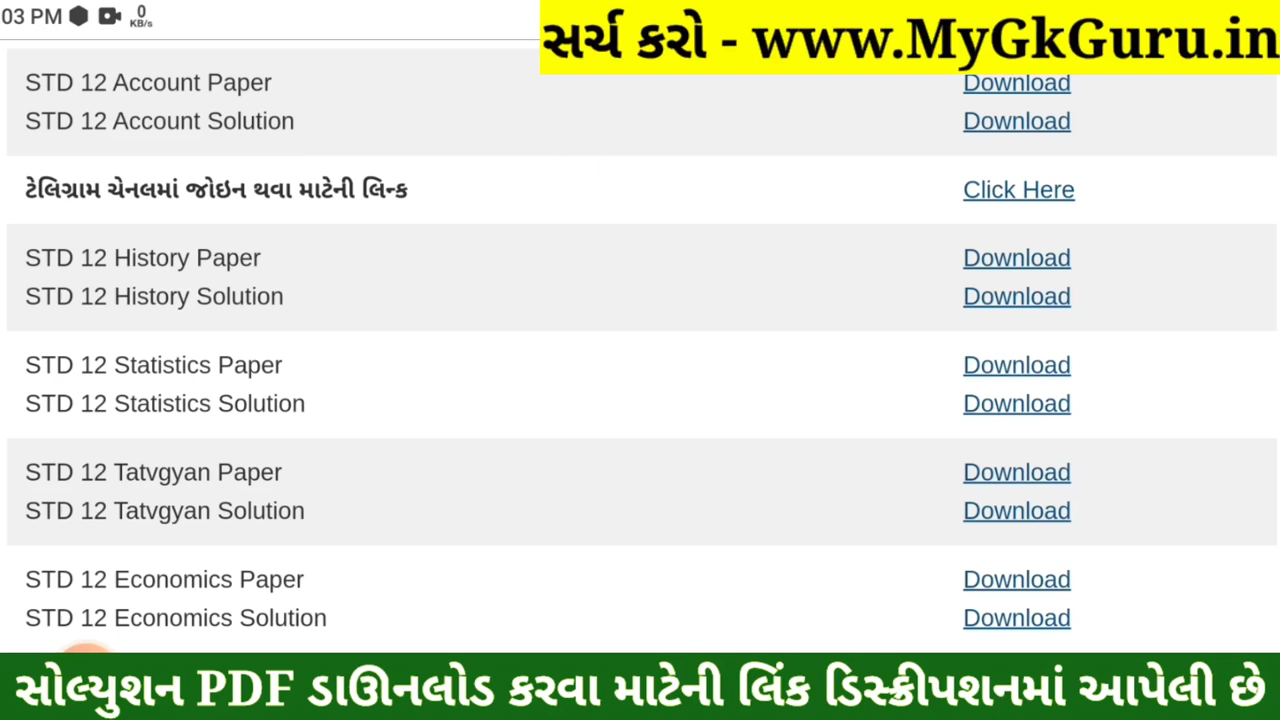 03 PM 0 KB/s
સર્ચ કરો - www.MyGkGuru.in
STD 12 Account Paper Download
STD 12 Account Solution Download
ટેલિગ્રામ ચેનલમાં જોઇન થવા માટેની લિન્ક Click Here
STD 12 History Paper Download
STD 12 History Solution Download
STD 12 Statistics Paper Download
STD 12 Statistics Solution Download
STD 12 Tatvgyan Paper Download
STD 12 Tatvgyan Solution Download
STD 12 Economics Paper Download
STD 12 Economics Solution Download
સોલ્યુશન PDF ડાઊનલોડ કરવા માટેની લિંક ડિસ્ક્રીપશનમાં આપેલી છે